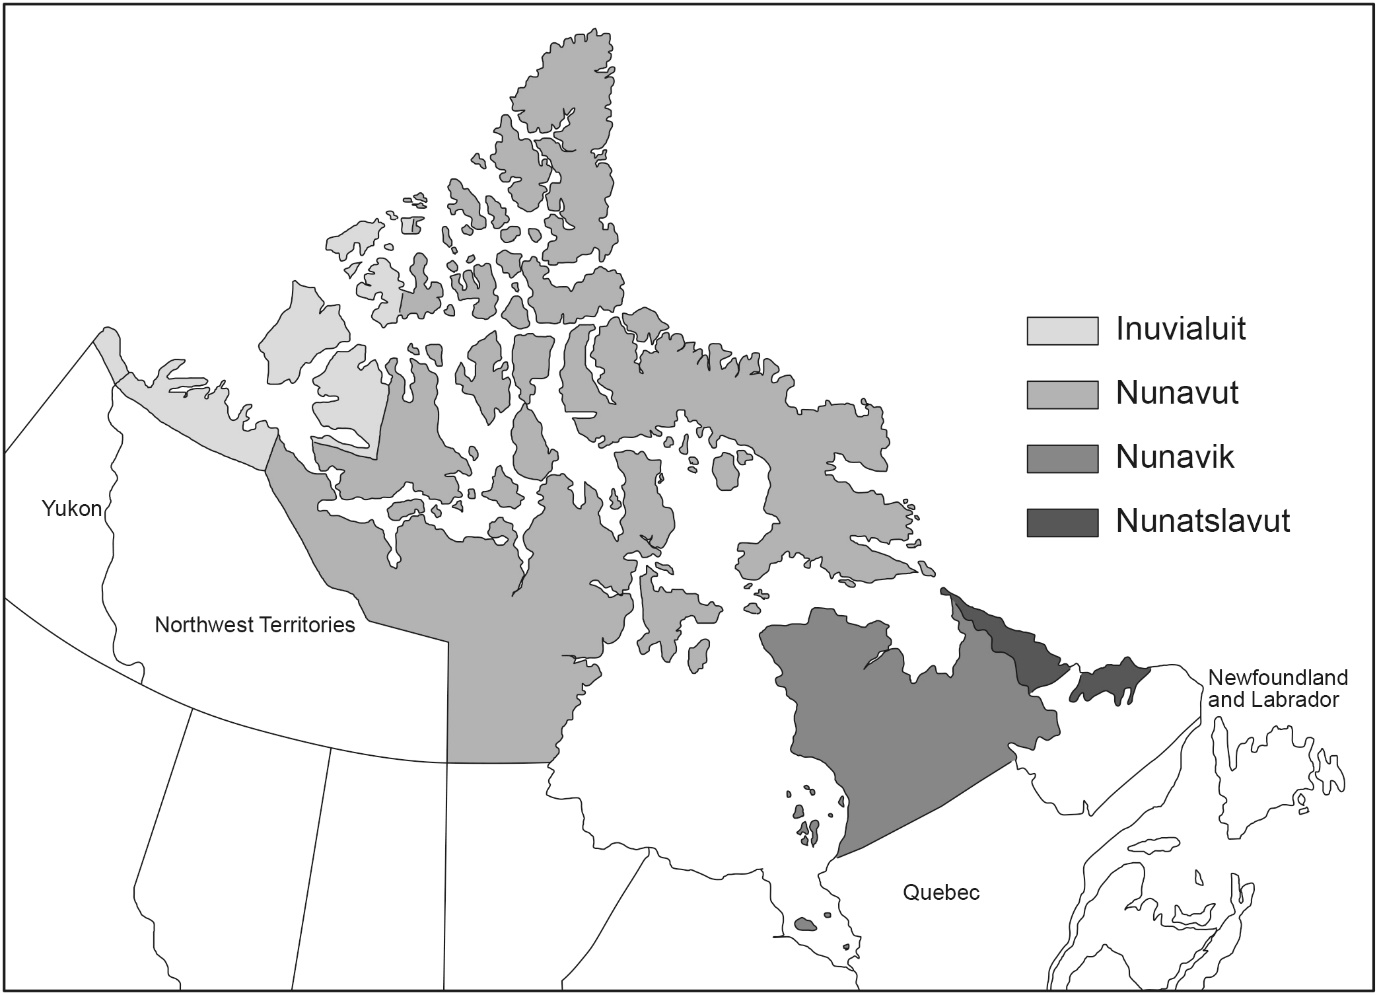 Inuvialuit
Nunavut
Nunavik
Nunatslavut
Yukon
Northwest Territories
Newfoundland
and Labrador
Quebec